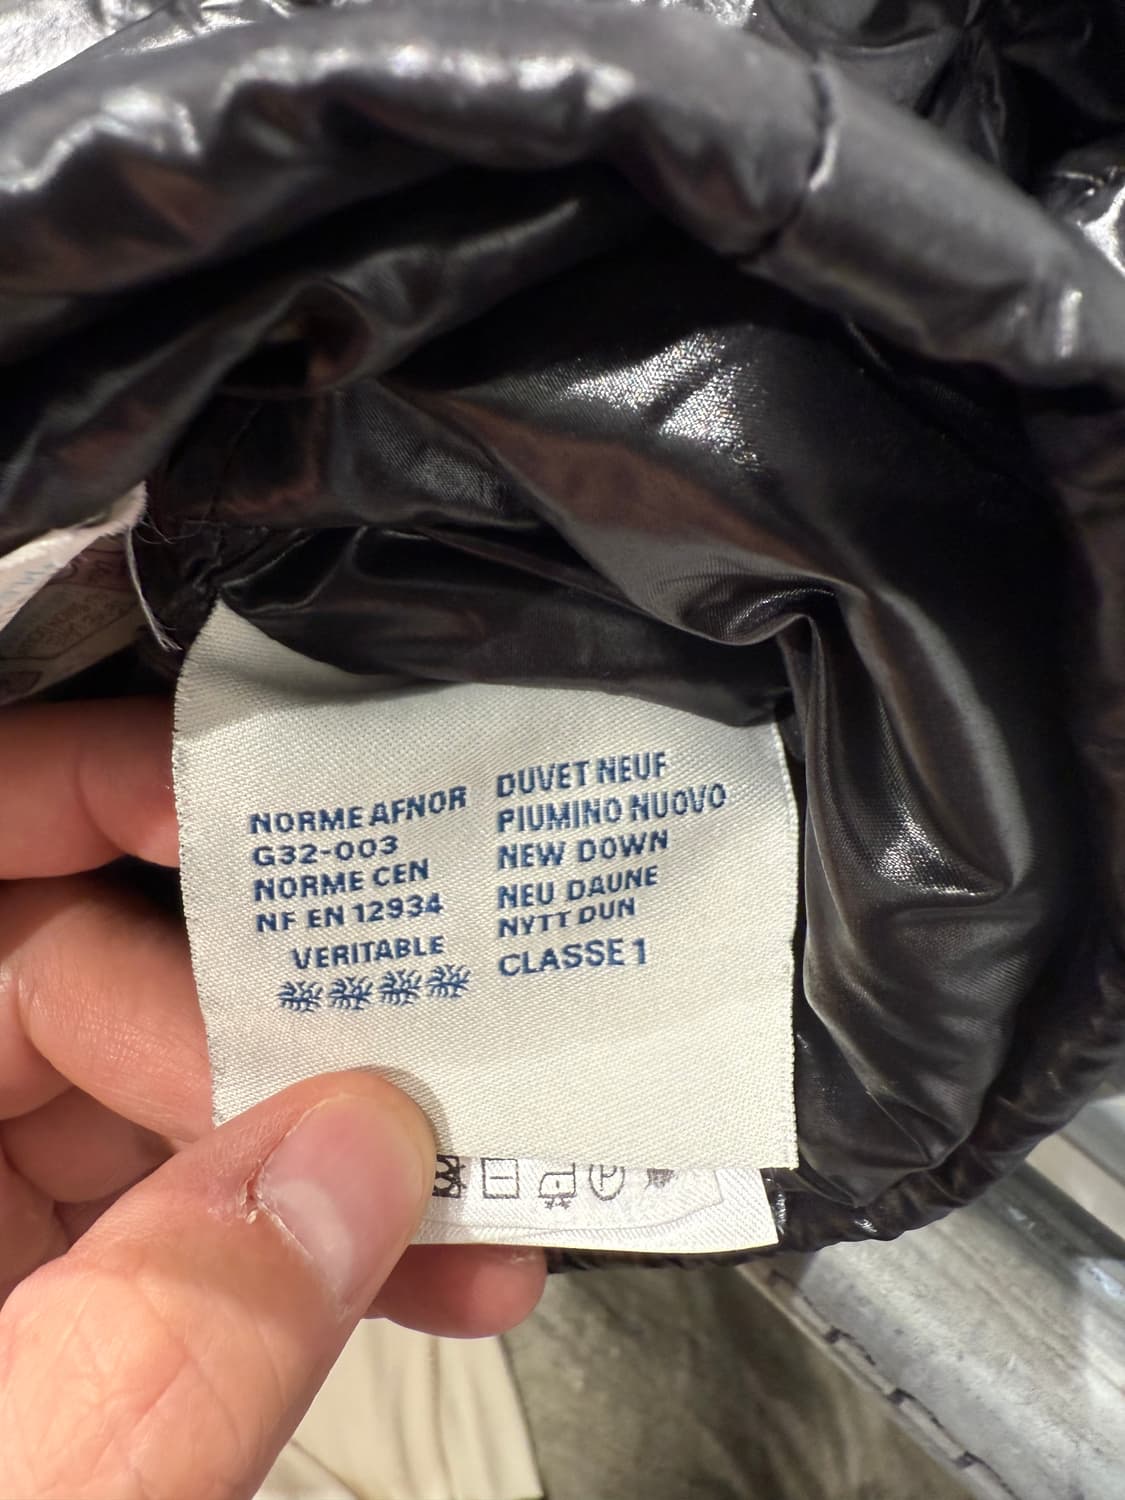 NORME AFNOR
G32-003
NORME CEN
NF EN 12934
VERITABLE
DUVET NEUF
PIUMINO NUOVO
NEW DOWN
NEU DAUNE
NYTT DUN
CLASSE 1